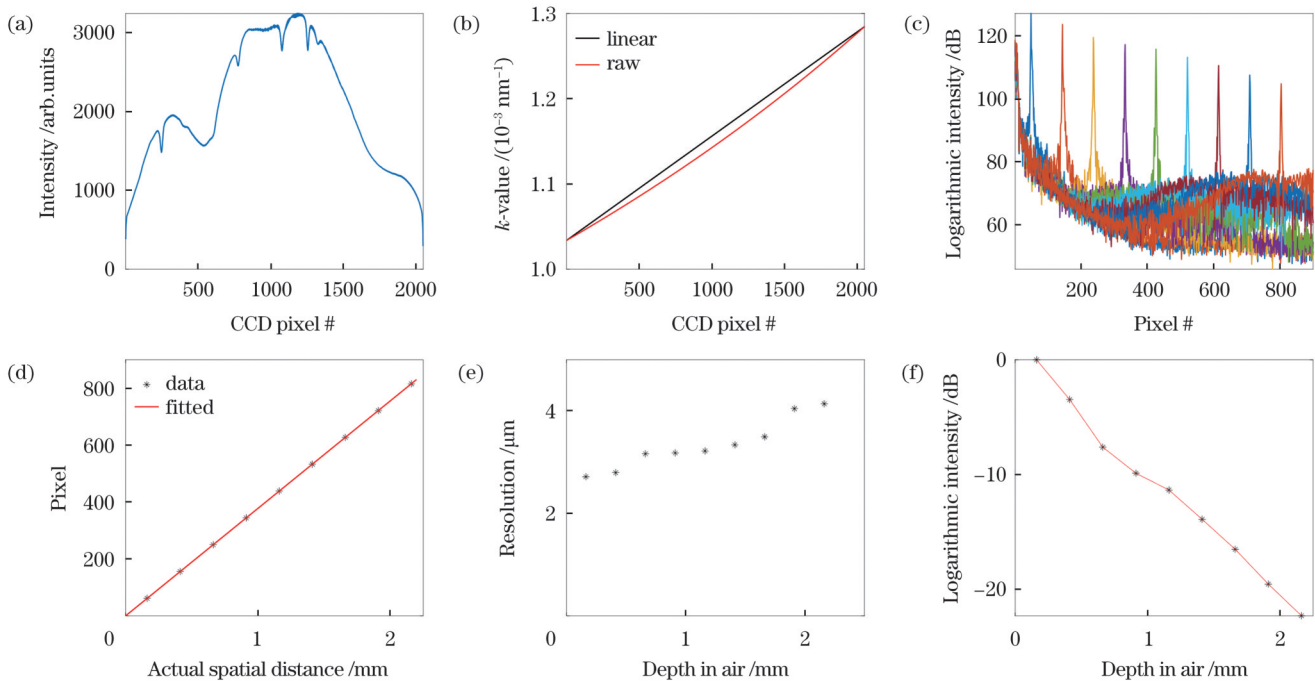 (a)
3000
2000
1000
0
Intensity /arb.units
500
1000
1500
2000
CCD pixel #
(b)
1.3
1.2
1.1
1.0
k-value /(10⁻³ nm⁻¹)
linear
raw
500
1000
1500
2000
CCD pixel #
(c)
120
100
80
60
Logarithmic intensity /dB
200
400
600
800
Pixel #
(d)
800
600
400
200
0
Pixel
data
fitted
1
2
Actual spatial distance /mm
(e)
4
2
0
Resolution /μm
1
2
Depth in air /mm
(f)
0
−10
−20
Logarithmic intensity /dB
0
1
2
Depth in air /mm